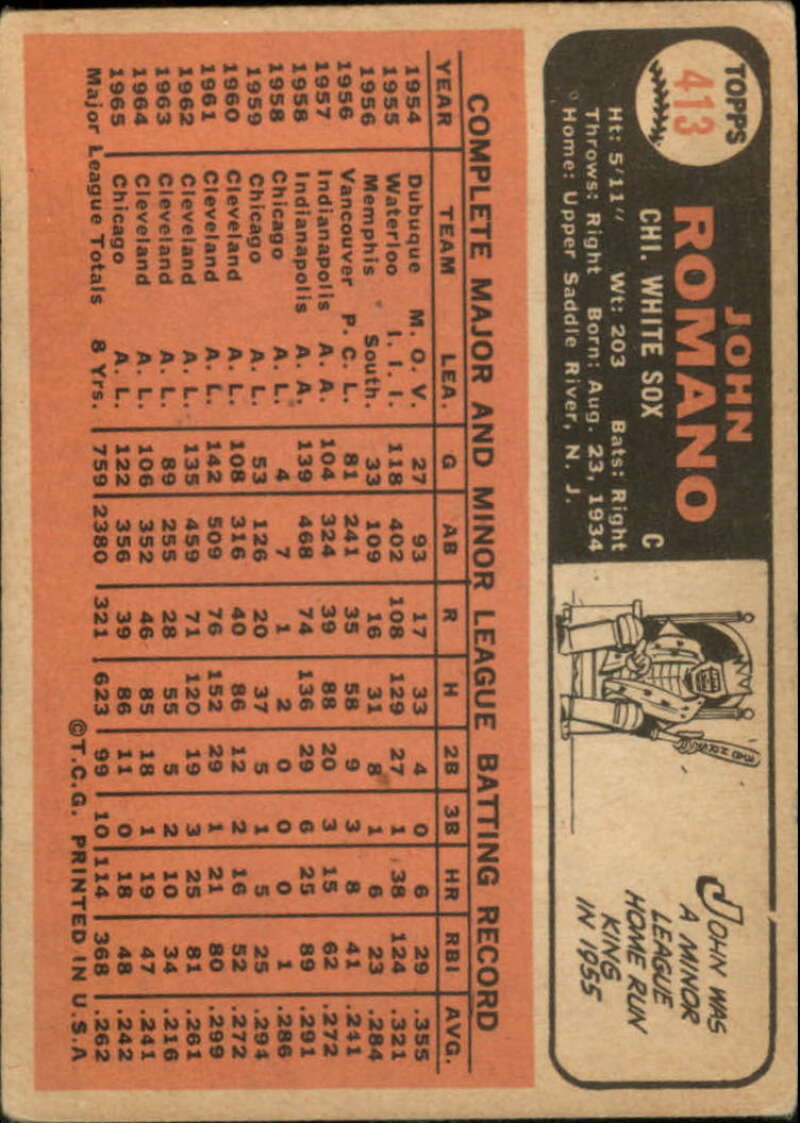 TOPPS
413
JOHN
ROMANO
CHI. WHITE SOX C
Ht: 5'11" Wt: 203 Bats: Right
Throws: Right Born: Aug. 23, 1934
Home: Upper Saddle River, N. J.
JOHN WAS
A MINOR
LEAGUE
HOME RUN
KING
IN 1955
COMPLETE MAJOR AND MINOR LEAGUE BATTING RECORD
YEAR TEAM LEA. G AB R H 2B 3B HR RBI AVG.
1954 Dubuque M. O. V. 27 93 17 33 4 0 6 29 .355
1955 Waterloo I. I. I. 118 402 108 129 27 1 38 124 .321
1956 Memphis South. 33 109 16 31 8 1 6 23 .284
1956 Vancouver P. C. L. 81 241 35 58 9 3 8 41 .241
1957 Indianapolis A. A. 104 324 39 88 20 3 15 62 .272
1958 Indianapolis A. A. 139 468 74 136 29 6 25 89 .291
1958 Chicago A. L. 4 7 1 2 0 0 0 1 .286
1959 Chicago A. L. 53 126 20 37 5 1 5 25 .294
1960 Cleveland A. L. 108 316 40 86 12 2 16 52 .272
1961 Cleveland A. L. 142 509 76 152 29 1 21 80 .299
1962 Cleveland A. L. 135 459 71 120 19 3 25 81 .261
1963 Cleveland A. L. 89 255 28 55 5 2 10 34 .216
1964 Cleveland A. L. 106 352 46 85 18 1 19 47 .241
1965 Chicago A. L. 122 356 39 86 11 0 18 48 .242
Major League Totals 8 Yrs. 759 2380 321 623 99 10 114 368 .262
©T.C.G. PRINTED IN U.S.A